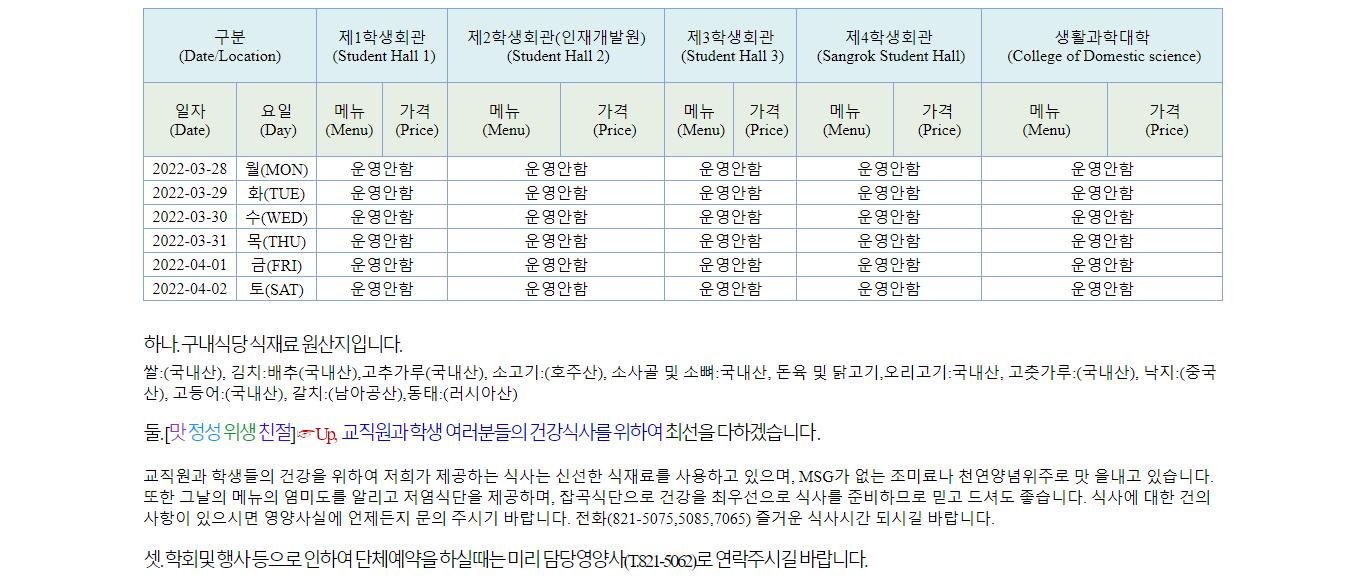 구분 제1학생회관 제2학생회관(인재개발원) 제3학생회관 제4학생회관 생활과학대학
(Date/Location) (Student Hall 1) (Student Hall 2) (Student Hall 3) (Sangrok Student Hall) (College of Domestic science)
일자 요일 메뉴 가격 메뉴 가격 메뉴 가격 메뉴 가격 메뉴 가격
(Date) (Day) (Menu) (Price) (Menu) (Price) (Menu) (Price) (Menu) (Price) (Menu) (Price)
2022-03-28 월(MON) 운영안함 운영안함 운영안함 운영안함 운영안함
2022-03-29 화(TUE) 운영안함 운영안함 운영안함 운영안함 운영안함
2022-03-30 수(WED) 운영안함 운영안함 운영안함 운영안함 운영안함
2022-03-31 목(THU) 운영안함 운영안함 운영안함 운영안함 운영안함
2022-04-01 금(FRI) 운영안함 운영안함 운영안함 운영안함 운영안함
2022-04-02 토(SAT) 운영안함 운영안함 운영안함 운영안함 운영안함
하나. 구내식당 식재료 원산지입니다.
쌀:(국내산), 김치:배추(국내산),고추가루(국내산), 소고기:(호주산), 소사골 및 소뼈:국내산, 돈육 및 닭고기,오리고기:국내산, 고춧가루:(국내산), 낙지:(중국
산), 고등어:(국내산), 갈치:(남아공산),동태:(러시아산)
둘. [맛 정성 위생 친절]☞Up, 교직원과 학생 여러분들의 건강식사를 위하여 최선을 다하겠습니다.
교직원과 학생들의 건강을 위하여 저희가 제공하는 식사는 신선한 식재료를 사용하고 있으며, MSG가 없는 조미료나 천연양념위주로 맛 을내고 있습니다.
또한 그날의 메뉴의 염미도를 알리고 저염식단을 제공하며, 잡곡식단으로 건강을 최우선으로 식사를 준비하므로 믿고 드셔도 좋습니다. 식사에 대한 건의
사항이 있으시면 영양사실에 언제든지 문의 주시기 바랍니다. 전화(821-5075,5085,7065) 즐거운 식사시간 되시길 바랍니다.
셋. 학회 및 행사 등으로 인하여 단체예약을 하실때는 미리 담당영양사(T.821-5062)로 연락주시길 바랍니다.